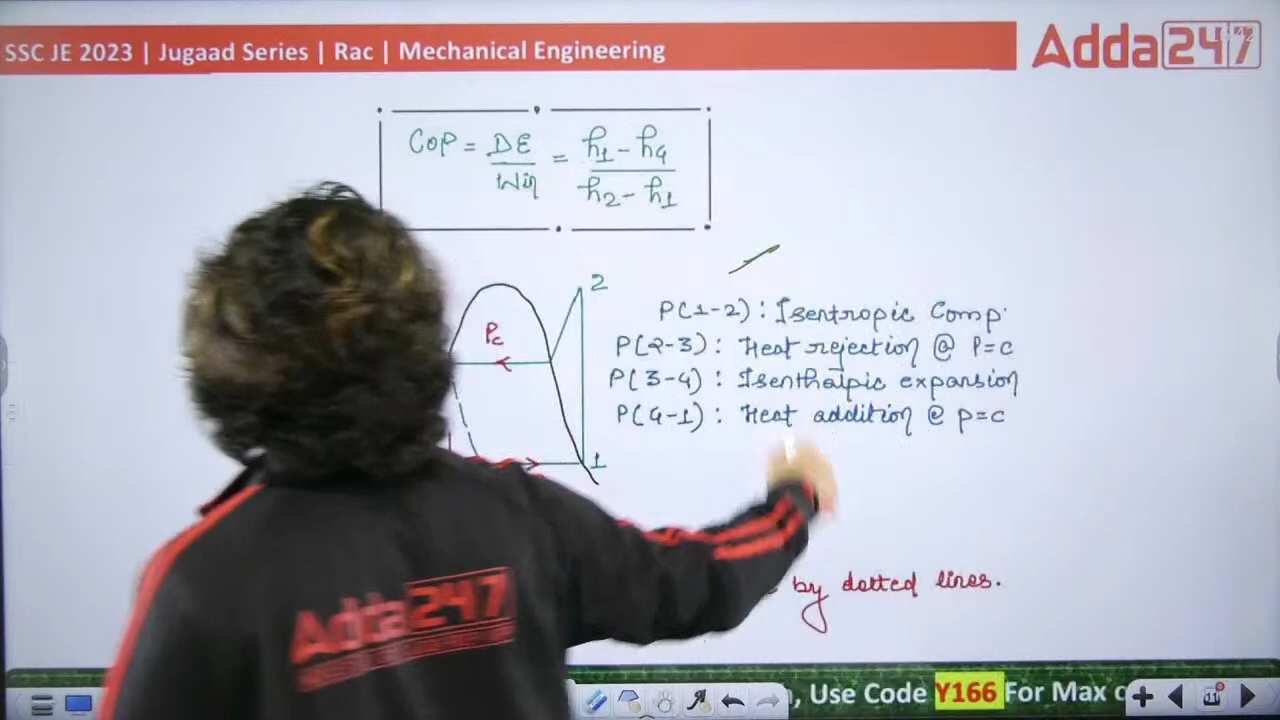 SSC JE 2023 | Jugaad Series | Rac | Mechanical Engineering
Adda247
COP = DE/Win = h1 - h4/h2 - h1
2
Pc
1
P(1-2): Isentropic Comp.
P(2-3): Heat rejection @ P=c
P(3-4): Isenthalpic expansion
P(4-1): Heat addition @ p=c
by dotted lines.
Adda247
, Use Code Y166 For Max
11